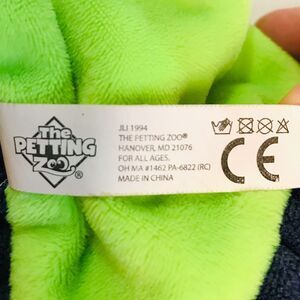 The
PETTING
ZOO®
JLI 1994
THE PETTING ZOO®
HANOVER, MD 21076
FOR ALL AGES.
OH MA #1462 PA-6822 (RC)
MADE IN CHINA
CE